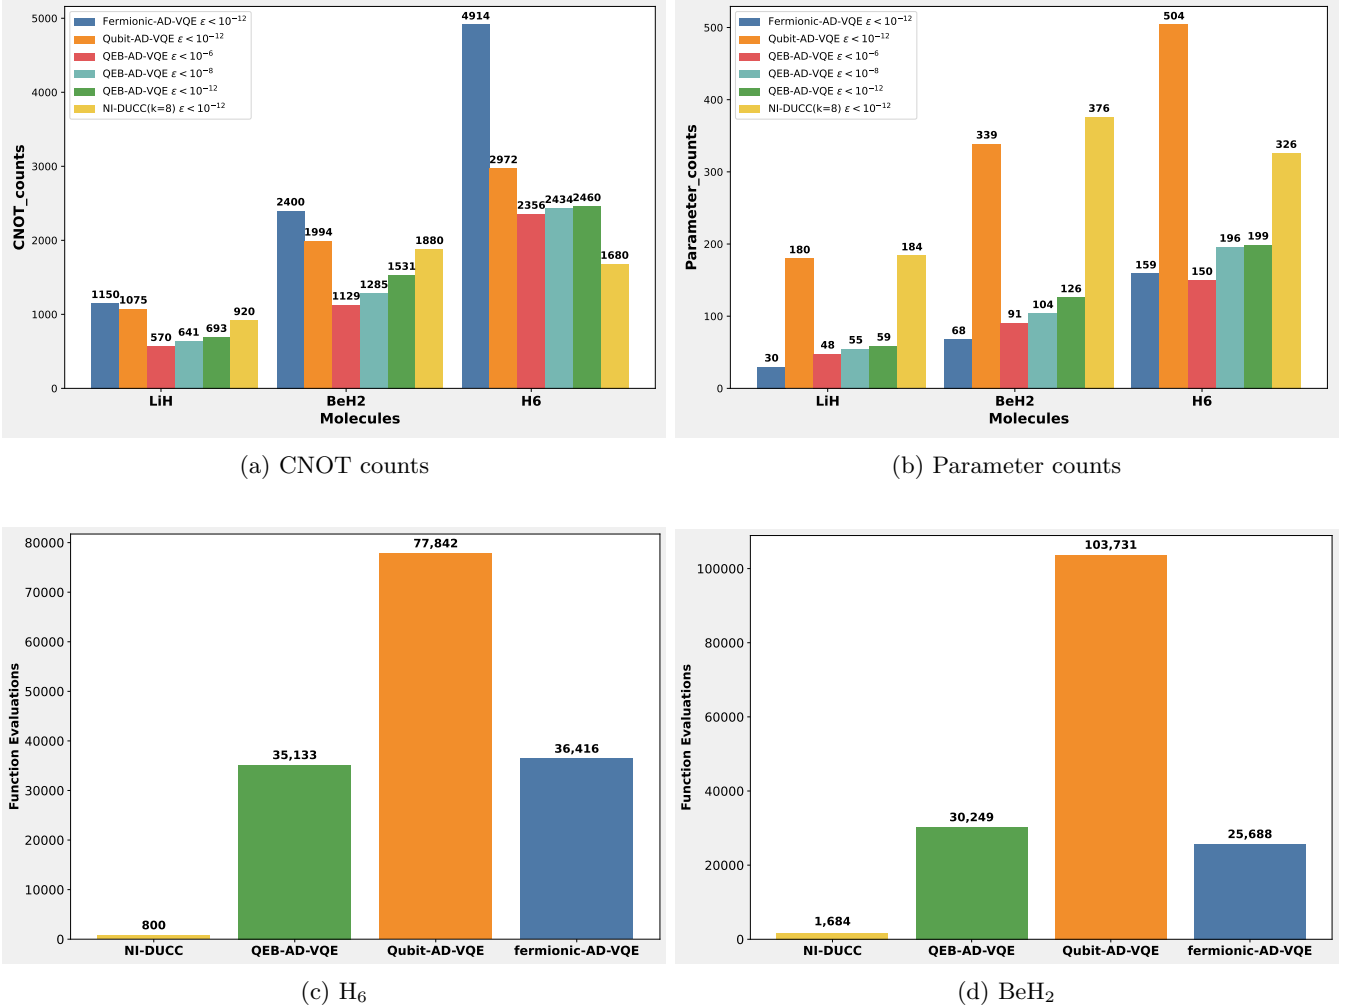 Fermionic-AD-VQE ε < 10⁻¹²
Qubit-AD-VQE ε < 10⁻¹²
QEB-AD-VQE ε < 10⁻⁶
QEB-AD-VQE ε < 10⁻⁸
QEB-AD-VQE ε < 10⁻¹²
NI-DUCC(k=8) ε < 10⁻¹²
CNOT_counts
5000
4000
3000
2000
1000
0
1150 1075 570 641 693 920
2400 1994 1129 1285 1531 1880
4914 2972 2356 2434 2460 1680
LiH BeH2 H6
Molecules
(a) CNOT counts
Fermionic-AD-VQE ε < 10⁻¹²
Qubit-AD-VQE ε < 10⁻¹²
QEB-AD-VQE ε < 10⁻⁶
QEB-AD-VQE ε < 10⁻⁸
QEB-AD-VQE ε < 10⁻¹²
NI-DUCC(k=8) ε < 10⁻¹²
Parameter_counts
500
400
300
200
100
0
30 180 48 55 59 184
68 339 91 104 126 376
159 504 150 196 199 326
LiH BeH2 H6
Molecules
(b) Parameter counts
Function Evaluations
80000
70000
60000
50000
40000
30000
20000
10000
0
800 35,133 77,842 36,416
NI-DUCC QEB-AD-VQE Qubit-AD-VQE fermionic-AD-VQE
(c) H₆
Function Evaluations
100000
80000
60000
40000
20000
0
1,684 30,249 103,731 25,688
NI-DUCC QEB-AD-VQE Qubit-AD-VQE fermionic-AD-VQE
(d) BeH₂